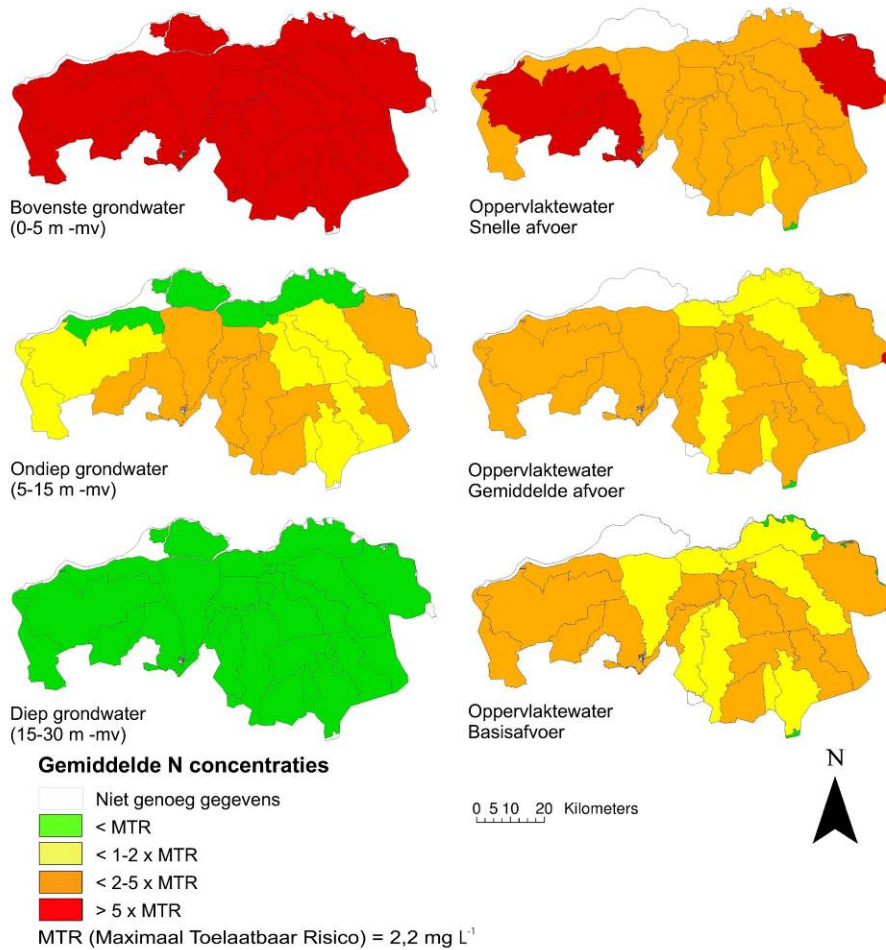 Bovenste grondwater
(0-5 m -mv)
Oppervlaktewater
Snelle afvoer
Ondiep grondwater
(5-15 m -mv)
Oppervlaktewater
Gemiddelde afvoer
Diep grondwater
(15-30 m -mv)
Oppervlaktewater
Basisafvoer
Gemiddelde N concentraties
Niet genoeg gegevens
< MTR
< 1-2 x MTR
< 2-5 x MTR
> 5 x MTR
MTR (Maximaal Toelaatbaar Risico) = 2,2 mg L⁻¹
0 5 10 20 Kilometers
N